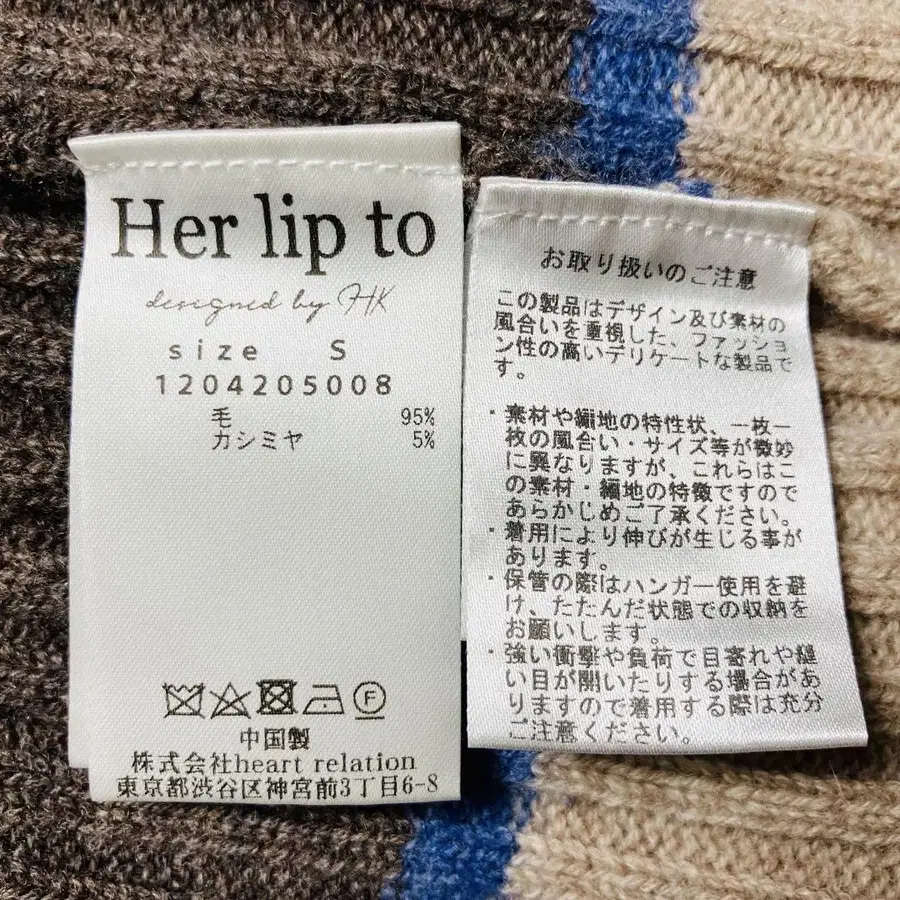 Her lip to
designed by HK
size S
1204205008
毛 95%
カシミヤ 5%
F
中国製
株式会社heart relation
東京都渋谷区神宮前3丁目6-8
お取り扱いのご注意
この製品はデザイン及び素材の
風合いを重視した、ファッショ
ン性の高いデリケートな製品で
す。
・素材や編地の特性状、一枚一
枚の風合い・サイズ等が微妙
に異なりますが、これらはこ
の素材・編地の特徴ですので
あらかじめご了承ください。
・着用により伸びが生じる事が
あります。
・保管の際はハンガー使用を避
け、たたんだ状態での収納を
お願いします。
・強い衝撃や負荷で目寄れや縫
い目が開いたりする場合があ
りますので着用する際は充分
ご注意ください。